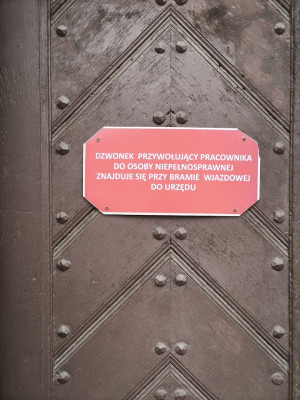 DZWONEK PRZYWOŁUJĄCY PRACOWNIKA
DO OSOBY NIEPEŁNOSPRAWNEJ
ZNAJDUJE SIĘ PRZY BRAMIE WJAZDOWEJ
DO URZĘDU